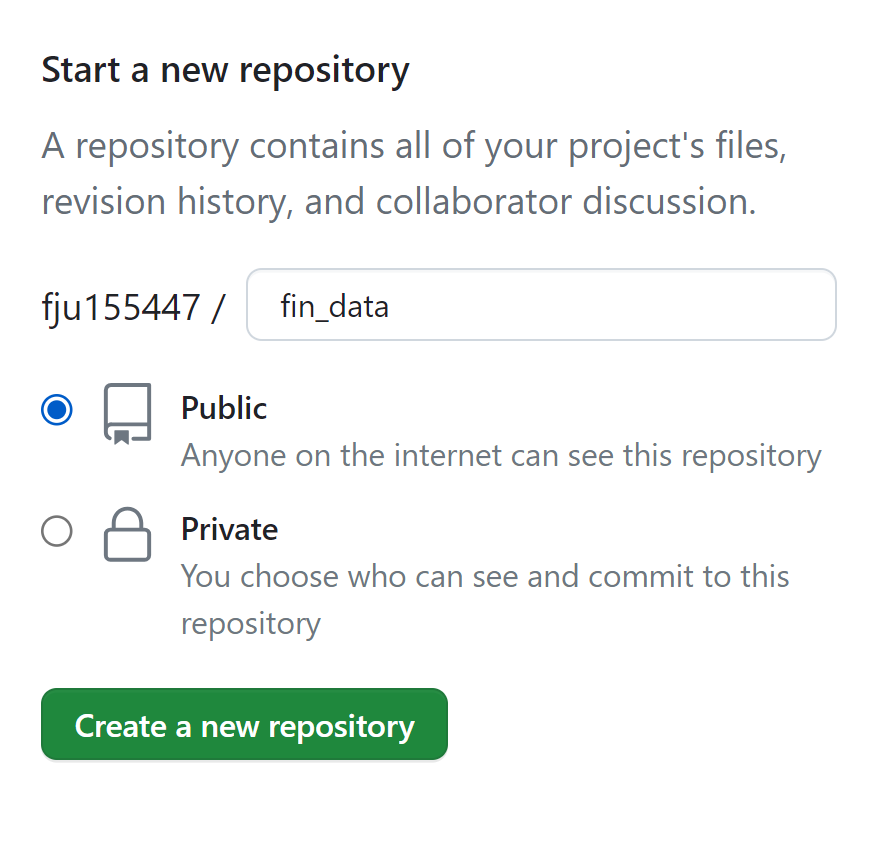 Start a new repository
A repository contains all of your project's files,
revision history, and collaborator discussion.
fju155447 / fin_data
Public
Anyone on the internet can see this repository
Private
You choose who can see and commit to this
repository
Create a new repository